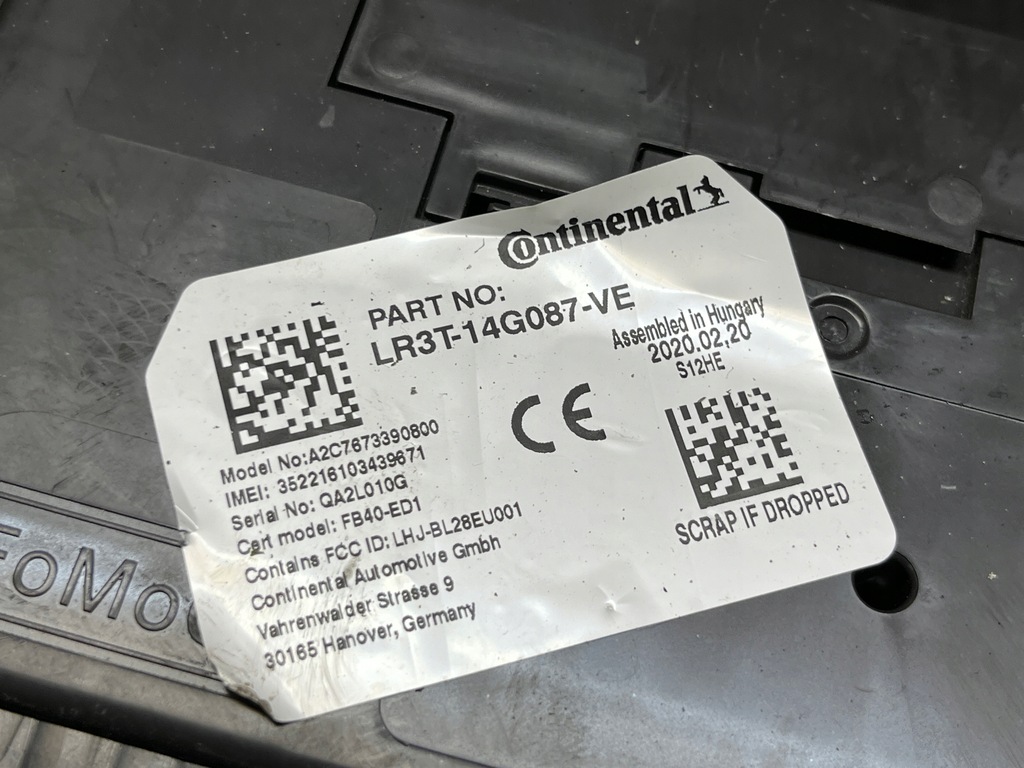 Continental
PART NO:
LR3T-14G087-VE
Assembled in Hungary
2020.02.20
S12HE
CE
Model No:A2C7673390800
IMEI: 352216103439671
Serial No: QA2L010G
Cert model: FB40-ED1
Contains FCC ID: LHJ-BL28EU001
Continental Automotive Gmbh
Vahrenwalder Strasse 9
30165 Hanover, Germany
SCRAP IF DROPPED
FoMo